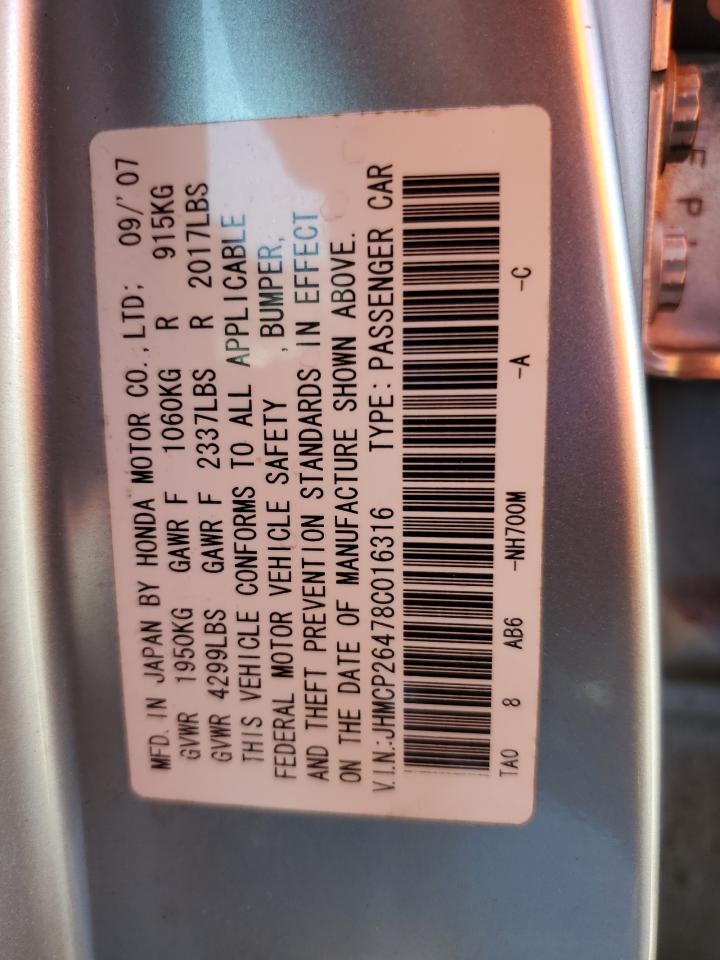 MFD. IN JAPAN BY HONDA MOTOR CO., LTD; 09/'07
GVWR 1950KG GAWR F 1060KG R 915KG
GVWR 4299LBS GAWR F 2337LBS R 2017LBS
THIS VEHICLE CONFORMS TO ALL APPLICABLE
FEDERAL MOTOR VEHICLE SAFETY , BUMPER,
AND THEFT PREVENTION STANDARDS IN EFFECT
ON THE DATE OF MANUFACTURE SHOWN ABOVE.
V.I.N.:JHMCP26478C016316 TYPE: PASSENGER CAR
TA0 8 AB6 -NH700M -A -C